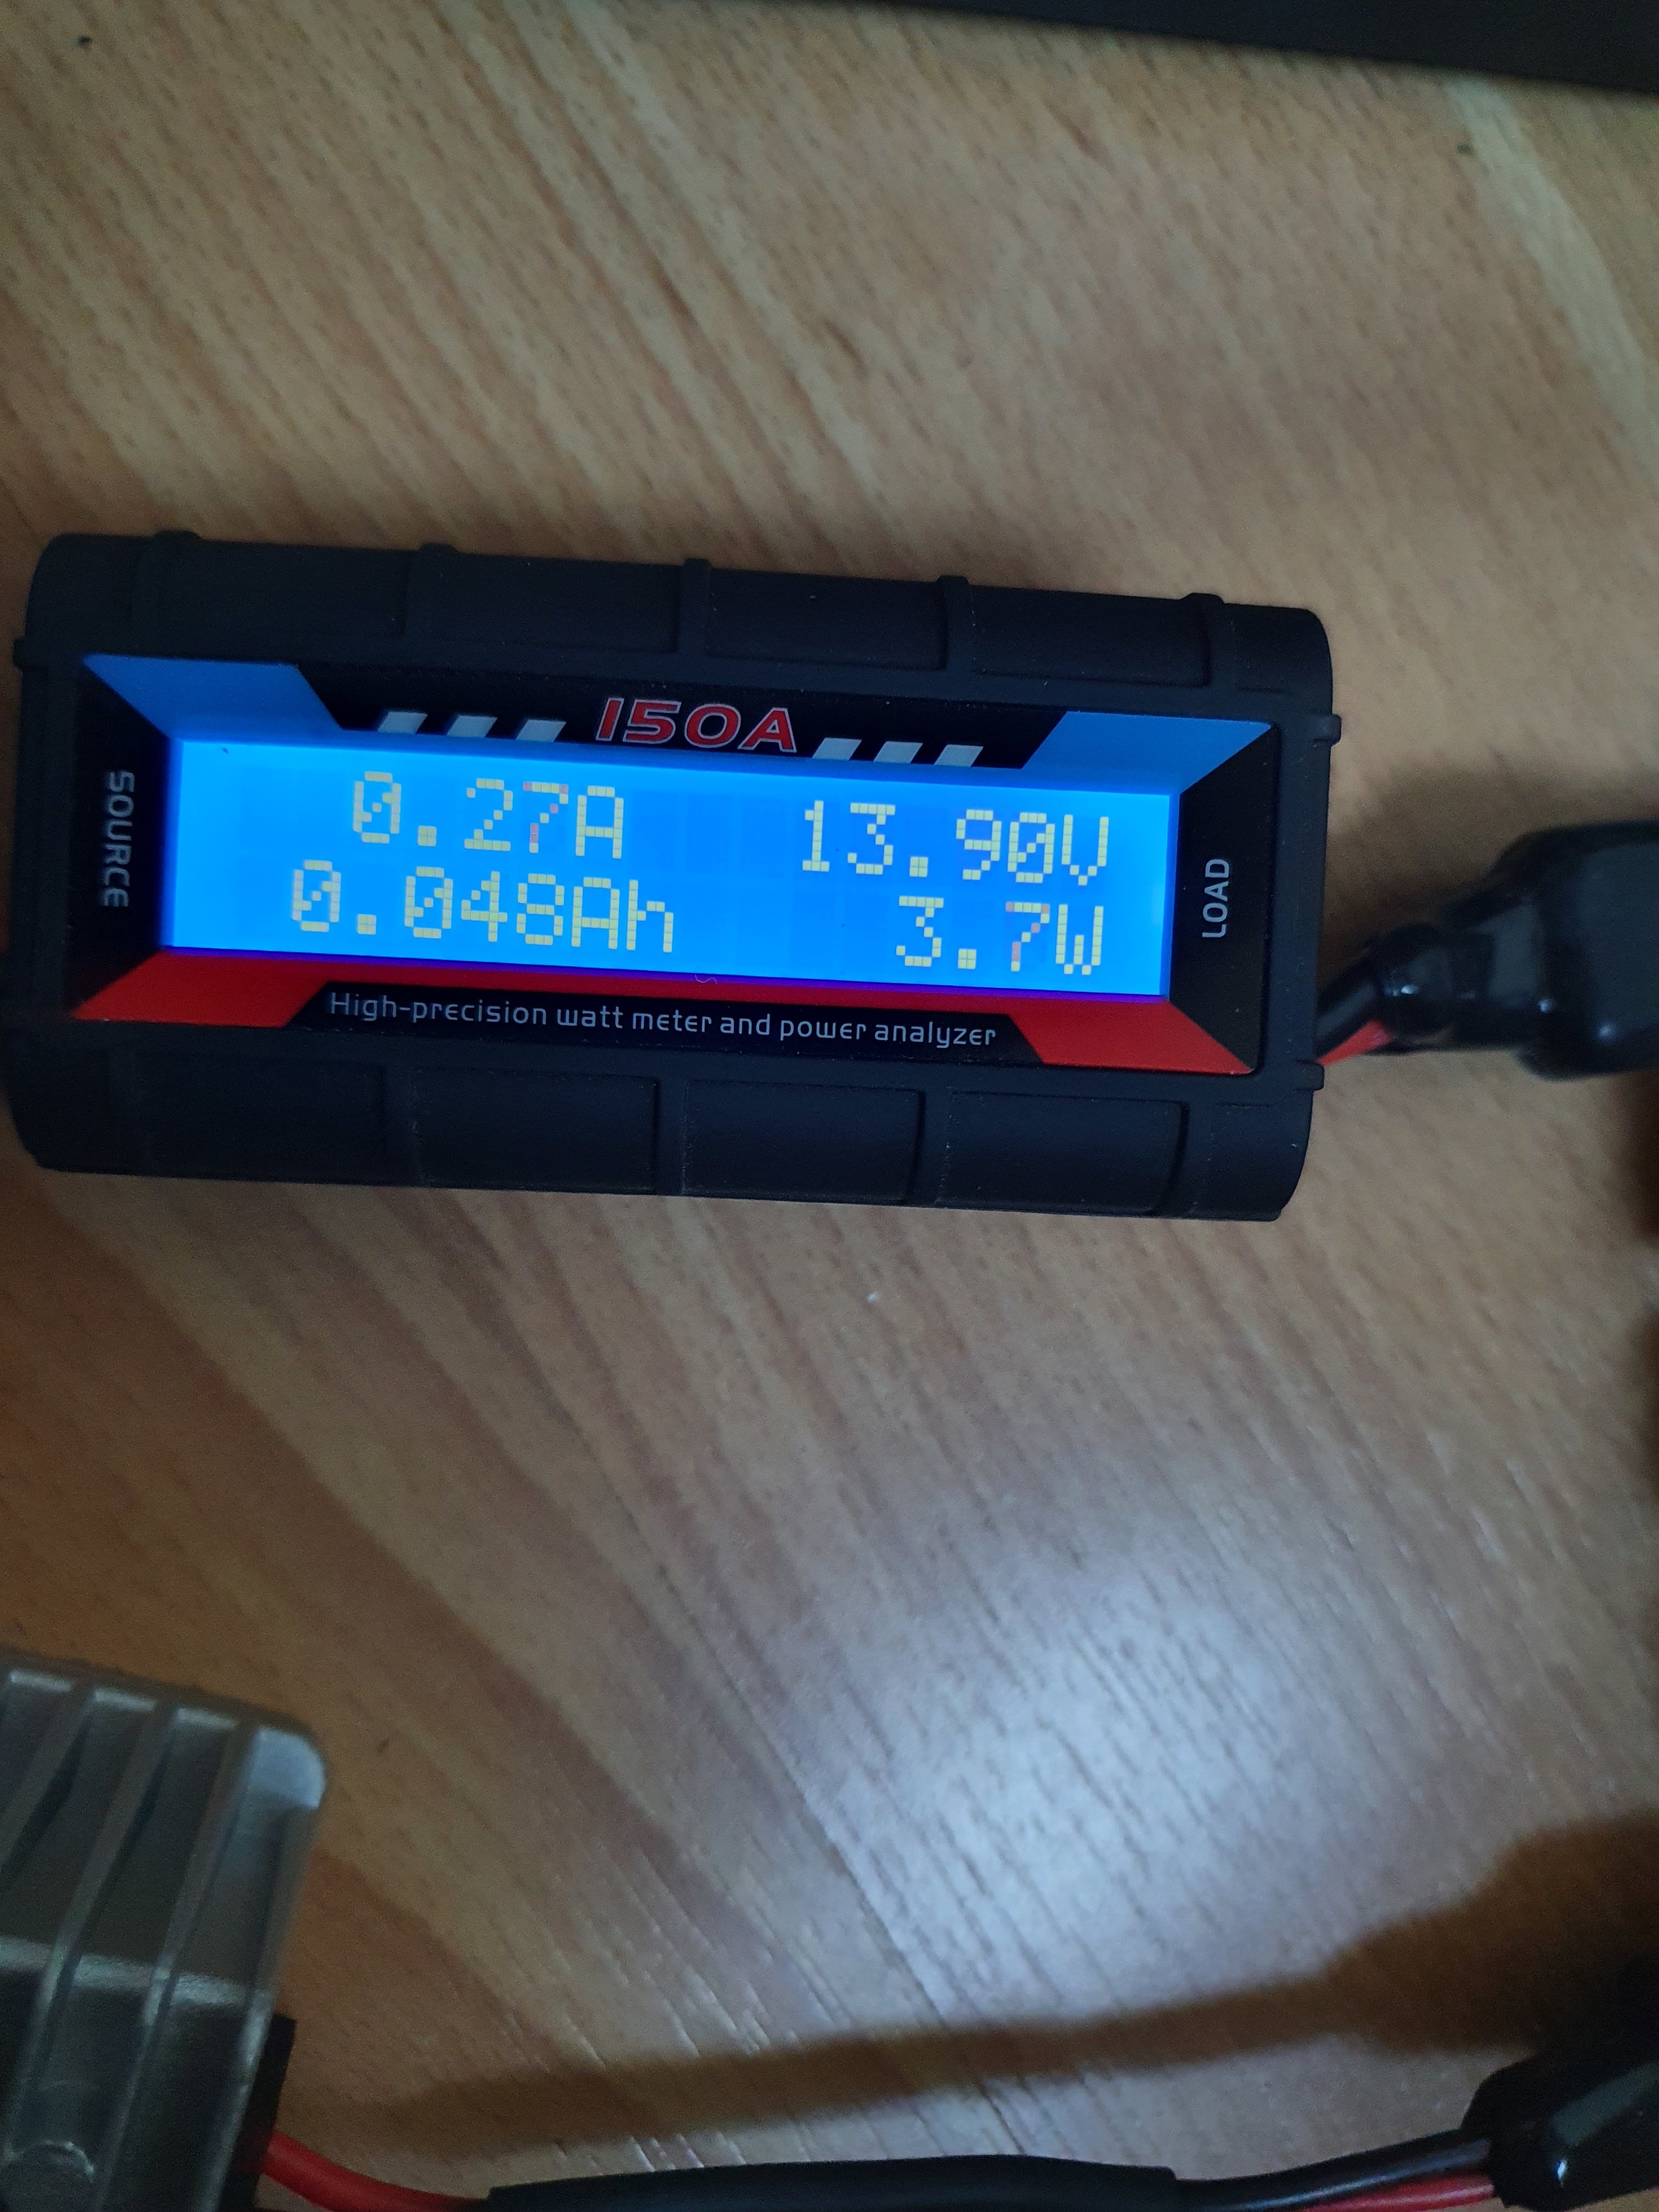 150A
SOURCE
0.27A 13.90V
0.048Ah 3.7W
LOAD
High-precision watt meter and power analyzer